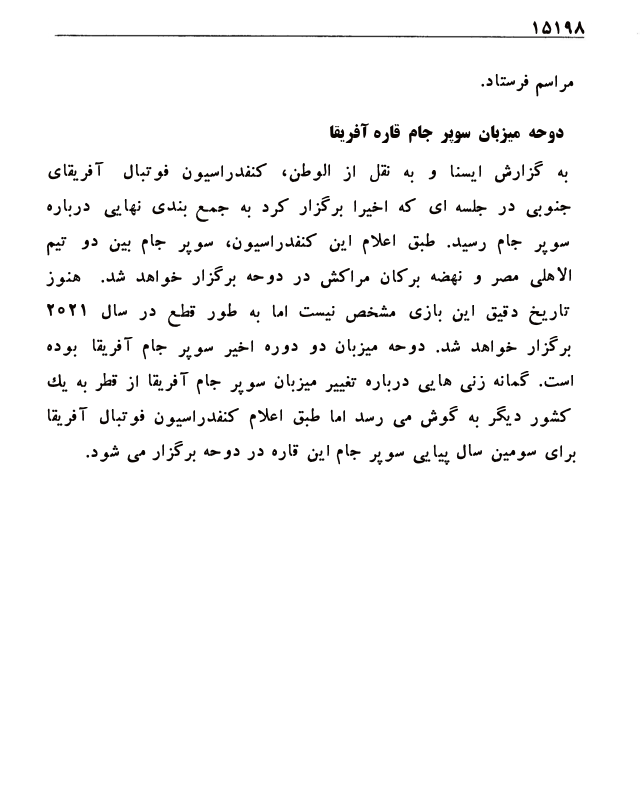 ۱۵۱۹۸
مراسم فرستاد.
دوحه میزبان سوپر جام قاره آفریقا
به گزارش ایسنا و به نقل از الوطن، کنفدراسیون فوتبال آفریقای
جنوبی در جلسه ای که اخیرا برگزار کرد به جمع بندی نهایی درباره
سوپر جام رسید. طبق اعلام این کنفدراسیون، سوپر جام بین دو تیم
الاهلی مصر و نهضه برکان مراکش در دوحه برگزار خواهد شد. هنوز
تاریخ دقیق این بازی مشخص نیست اما به طور قطع در سال ۲۰۲۱
برگزار خواهد شد. دوحه میزبان دو دوره اخیر سوپر جام آفریقا بوده
است. گمانه زنی هایی درباره تغییر میزبان سوپر جام آفریقا از قطر به یك
کشور دیگر به گوش می رسد اما طبق اعلام کنفدراسیون فوتبال آفریقا
برای سومین سال پیاپی سوپر جام این قاره در دوحه برگزار می شود.